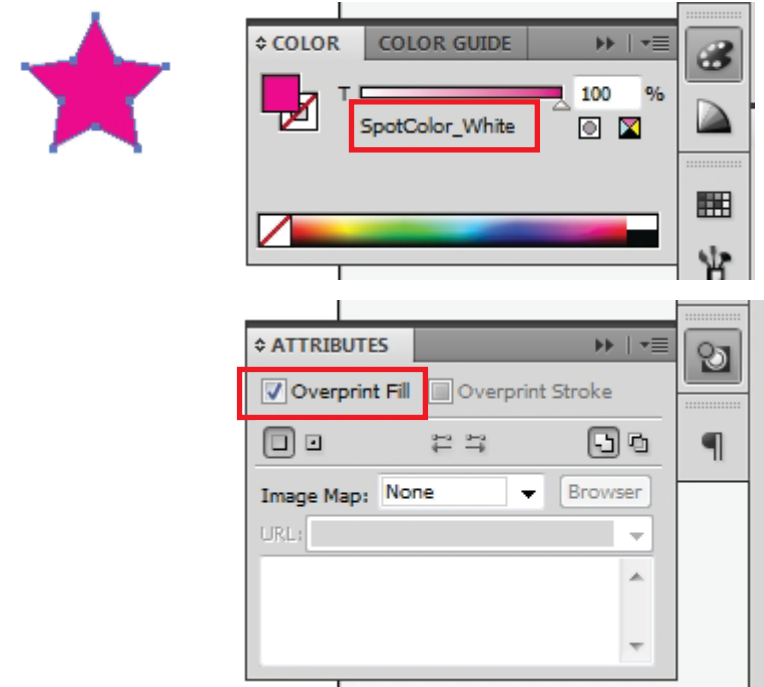 COLOR COLOR GUIDE
T 100 %
SpotColor_White
ATTRIBUTES
Overprint Fill Overprint Stroke
Image Map: None Browser
URL: